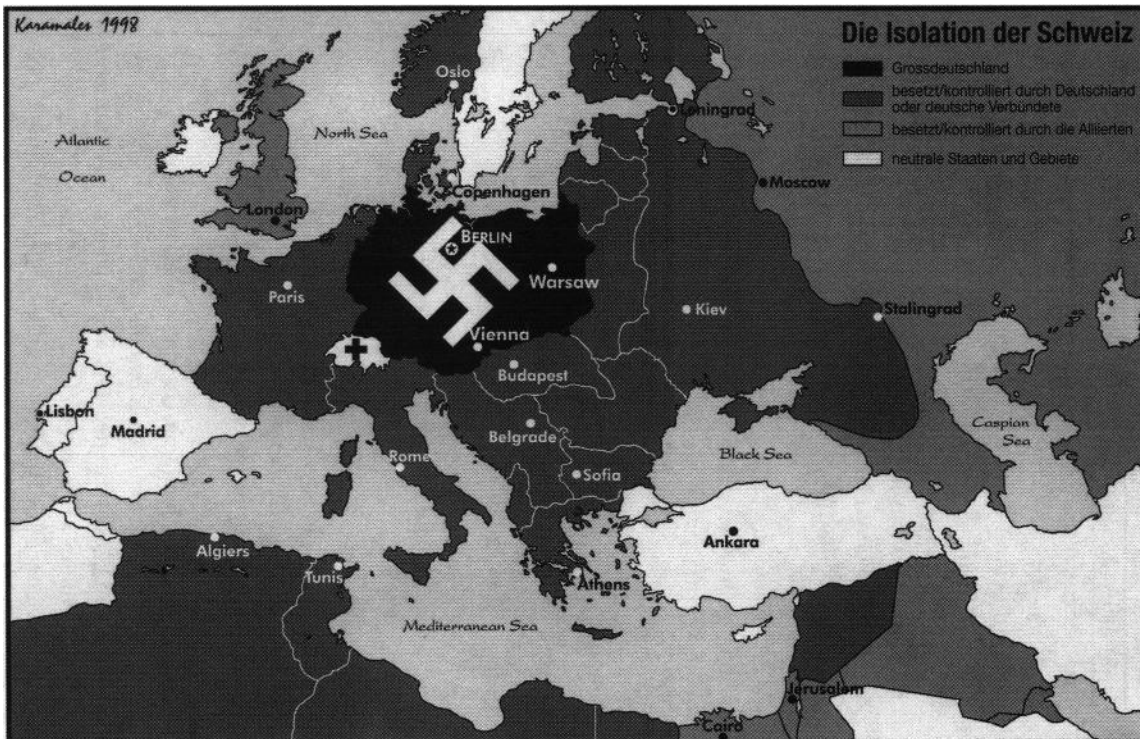 Karamales 1998
Die Isolation der Schweiz
Grossdeutschland
besetzt/kontrolliert durch Deutschland
oder deutsche Verbündete
besetzt/kontrolliert durch die Alliierten
neutrale Staaten und Gebiete
Oslo
Leningrad
North Sea
Atlantic
Ocean
Moscow
Copenhagen
London
BERLIN
Warsaw
Paris
Kiev
Stalingrad
Vienna
Budapest
Lisbon
Madrid
Belgrade
Caspian
Sea
Black Sea
Rome
Sofia
Ankara
Algiers
Tunis
Athens
Mediterranean Sea
Jerusalem
Cairo